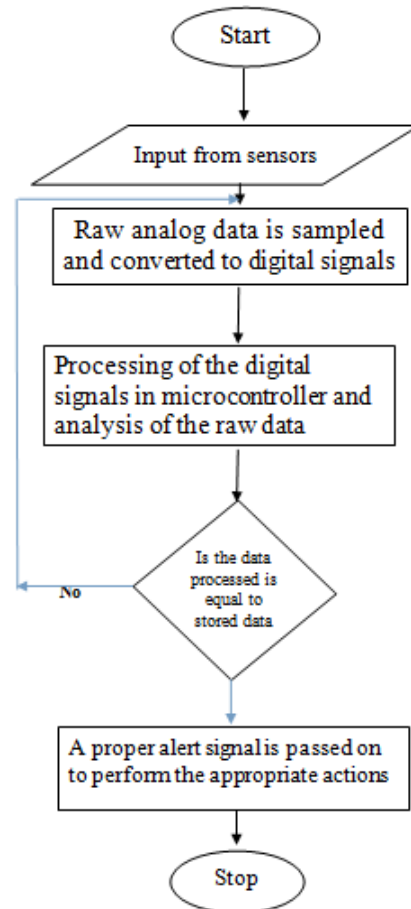 Start
Input from sensors
Raw analog data is sampled
and converted to digital signals
Processing of the digital
signals in microcontroller and
analysis of the raw data
Is the data
processed is
equal to
stored data
No
A proper alert signal is passed on
to perform the appropriate actions
Stop